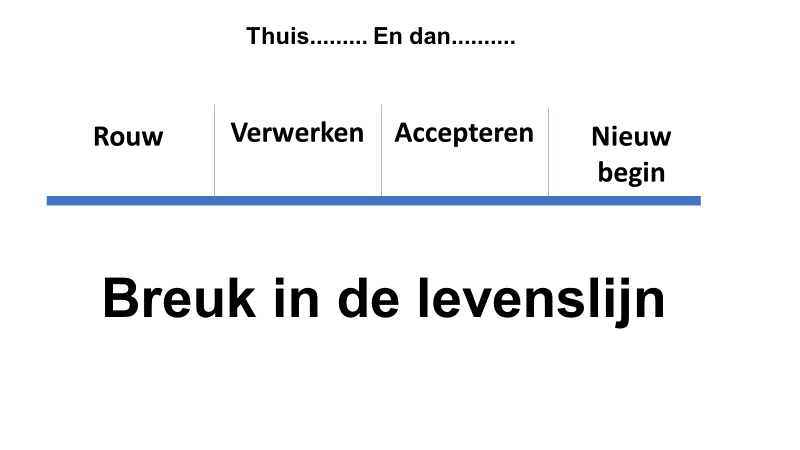 Thuis......... En dan..........
Rouw
Verwerken
Accepteren
Nieuw
begin
Breuk in de levenslijn